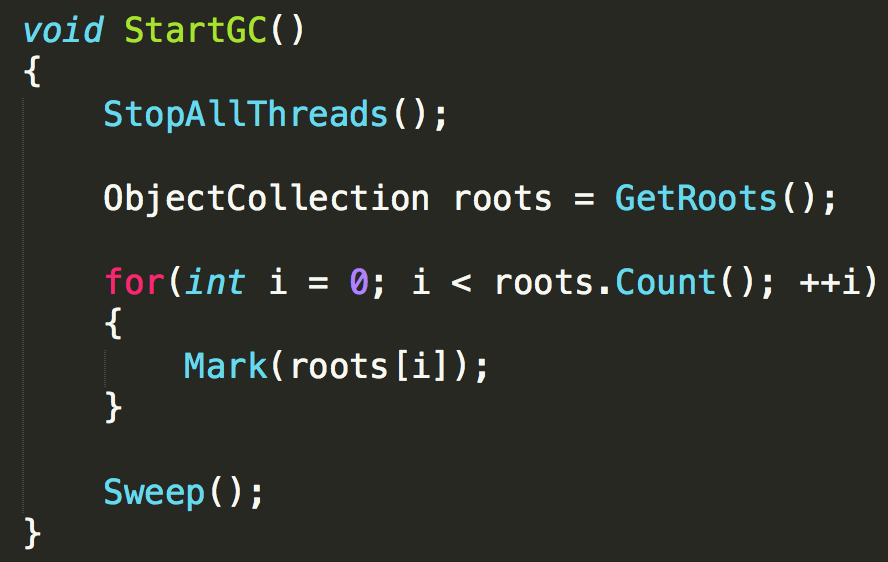 void StartGC()
{
    StopAllThreads();

    ObjectCollection roots = GetRoots();

    for(int i = 0; i < roots.Count(); ++i)
    {
        Mark(roots[i]);
    }

    Sweep();
}